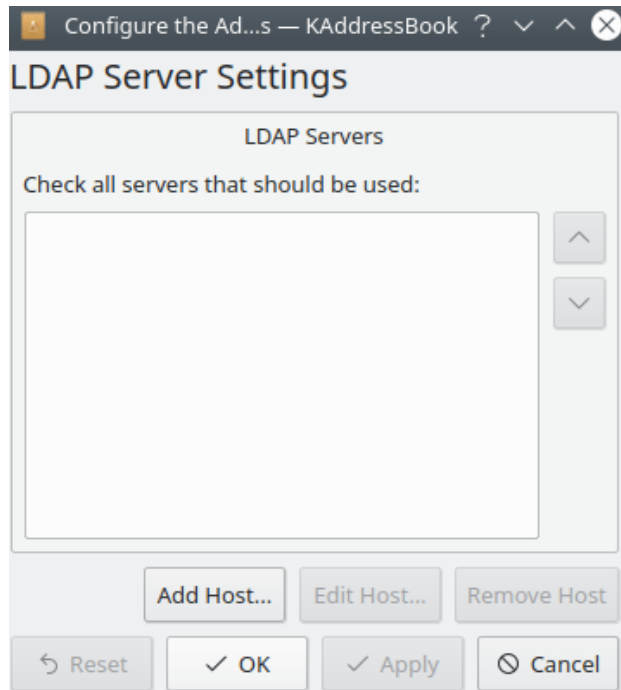 Configure the Ad...s — KAddressBook ?
LDAP Server Settings
LDAP Servers
Check all servers that should be used:
Add Host... Edit Host... Remove Host
Reset OK Apply Cancel